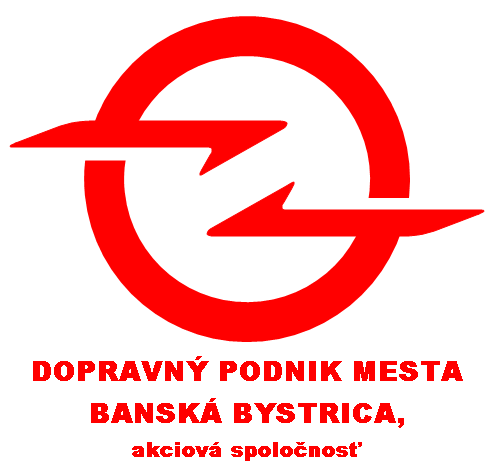 DOPRAVNÝ PODNIK MESTA
BANSKÁ BYSTRICA,
akciová spoločnosť